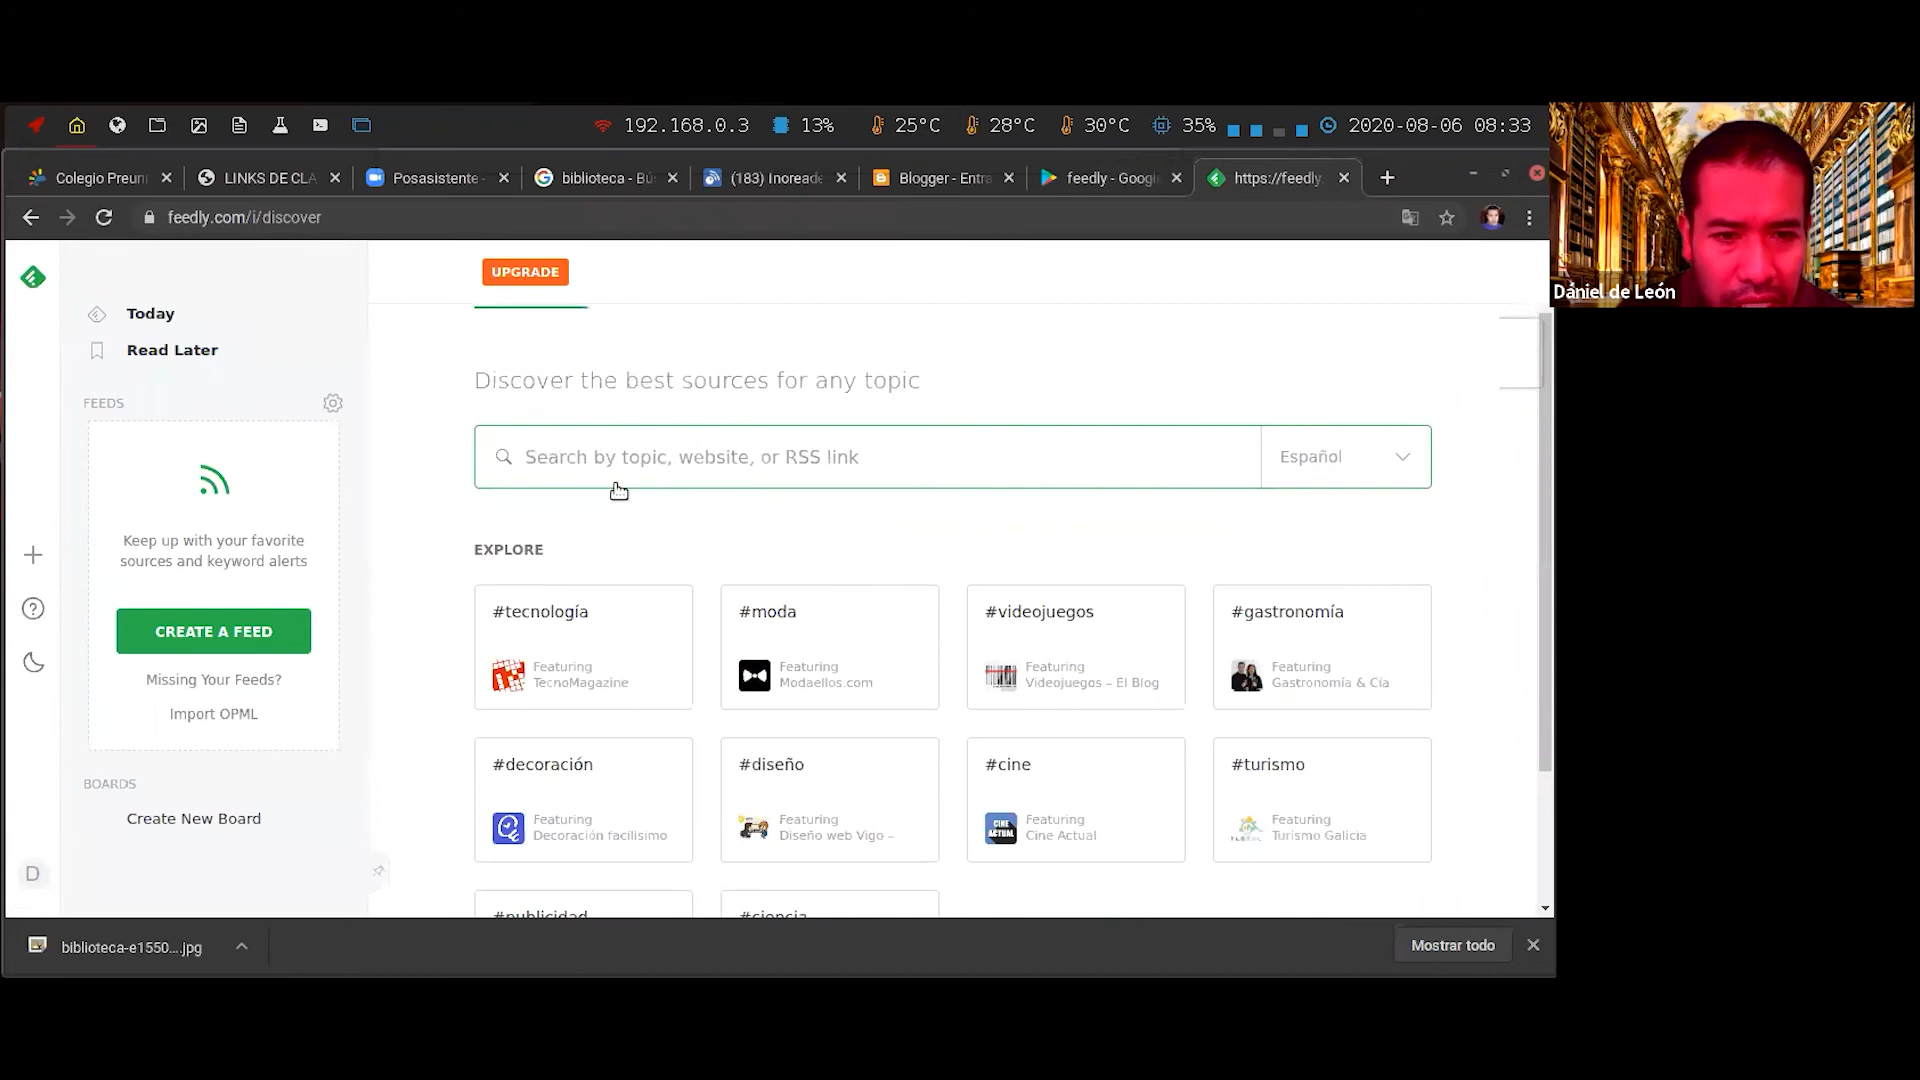 192.168.0.3 13% 25°C 28°C 30°C 35% 2020-08-06 08:33
Colegio Preuni LINKS DE CLA Posasistente - biblioteca - Bús (183) Inoreade Blogger - Entra feedly - Googl https://feedly.
feedly.com/i/discover
Dániel de León
UPGRADE
Today
Read Later
FEEDS
Keep up with your favorite
sources and keyword alerts
CREATE A FEED
Missing Your Feeds?
Import OPML
BOARDS
Create New Board
D
Discover the best sources for any topic
Search by topic, website, or RSS link Español
EXPLORE
#tecnología
Featuring
TecnoMagazine
#moda
Featuring
Modaellos.com
#videojuegos
Featuring
Videojuegos – El Blog
#gastronomía
Featuring
Gastronomía & Cía
#decoración
Featuring
Decoración facilisimo
#diseño
Featuring
Diseño web Vigo –
#cine
CINE
ACTUAL
Featuring
Cine Actual
#turismo
Featuring
Turismo Galicia
#publicidad
#ciencia
biblioteca-e1550....jpg
Mostrar todo